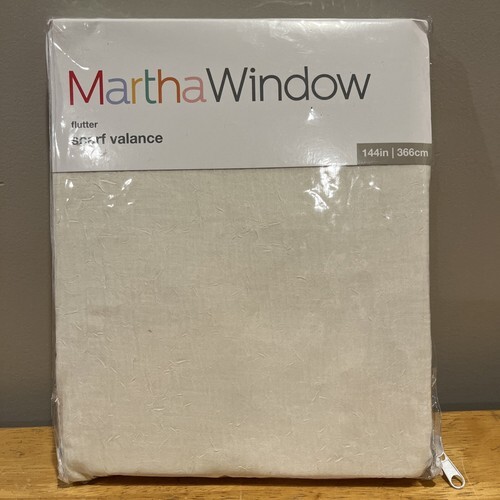 MarthaWindow
flutter
scarf valance
144in | 366cm